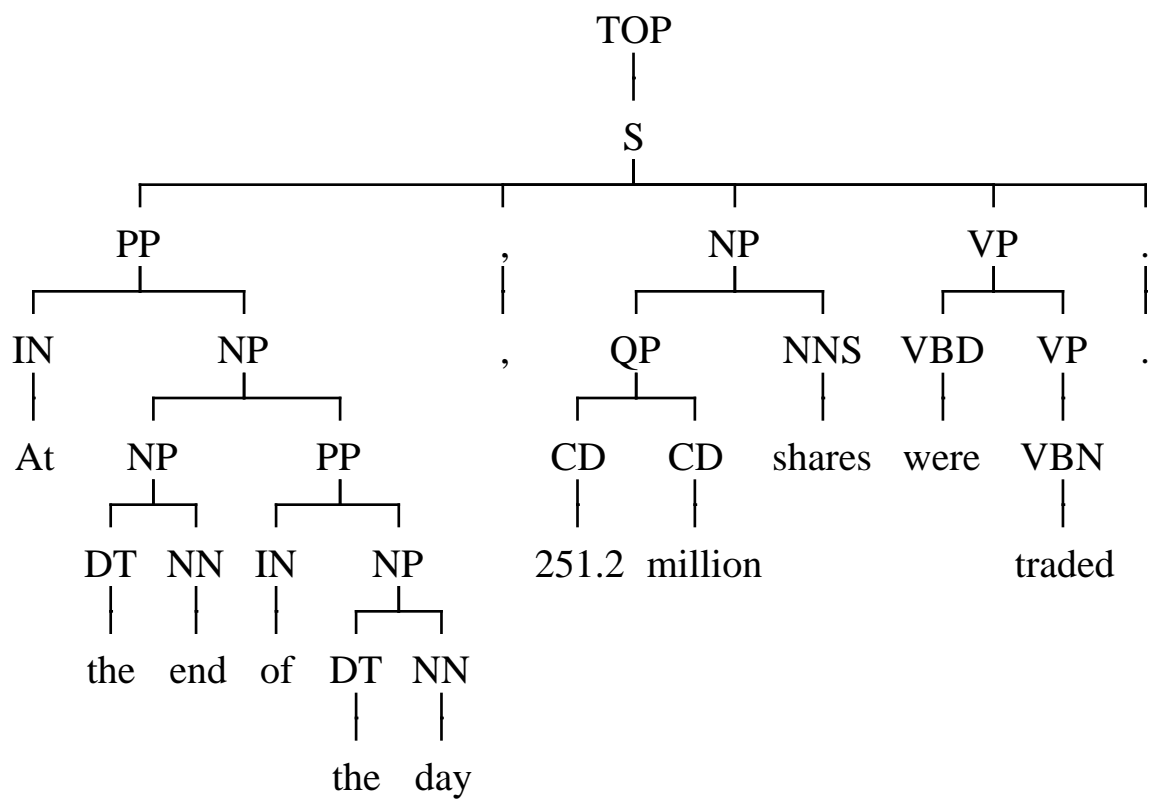 TOP
S
PP , NP VP .
IN NP , QP NNS VBD VP .
At NP PP CD CD shares were VBN
DT NN IN NP 251.2 million traded
the end of DT NN
the day